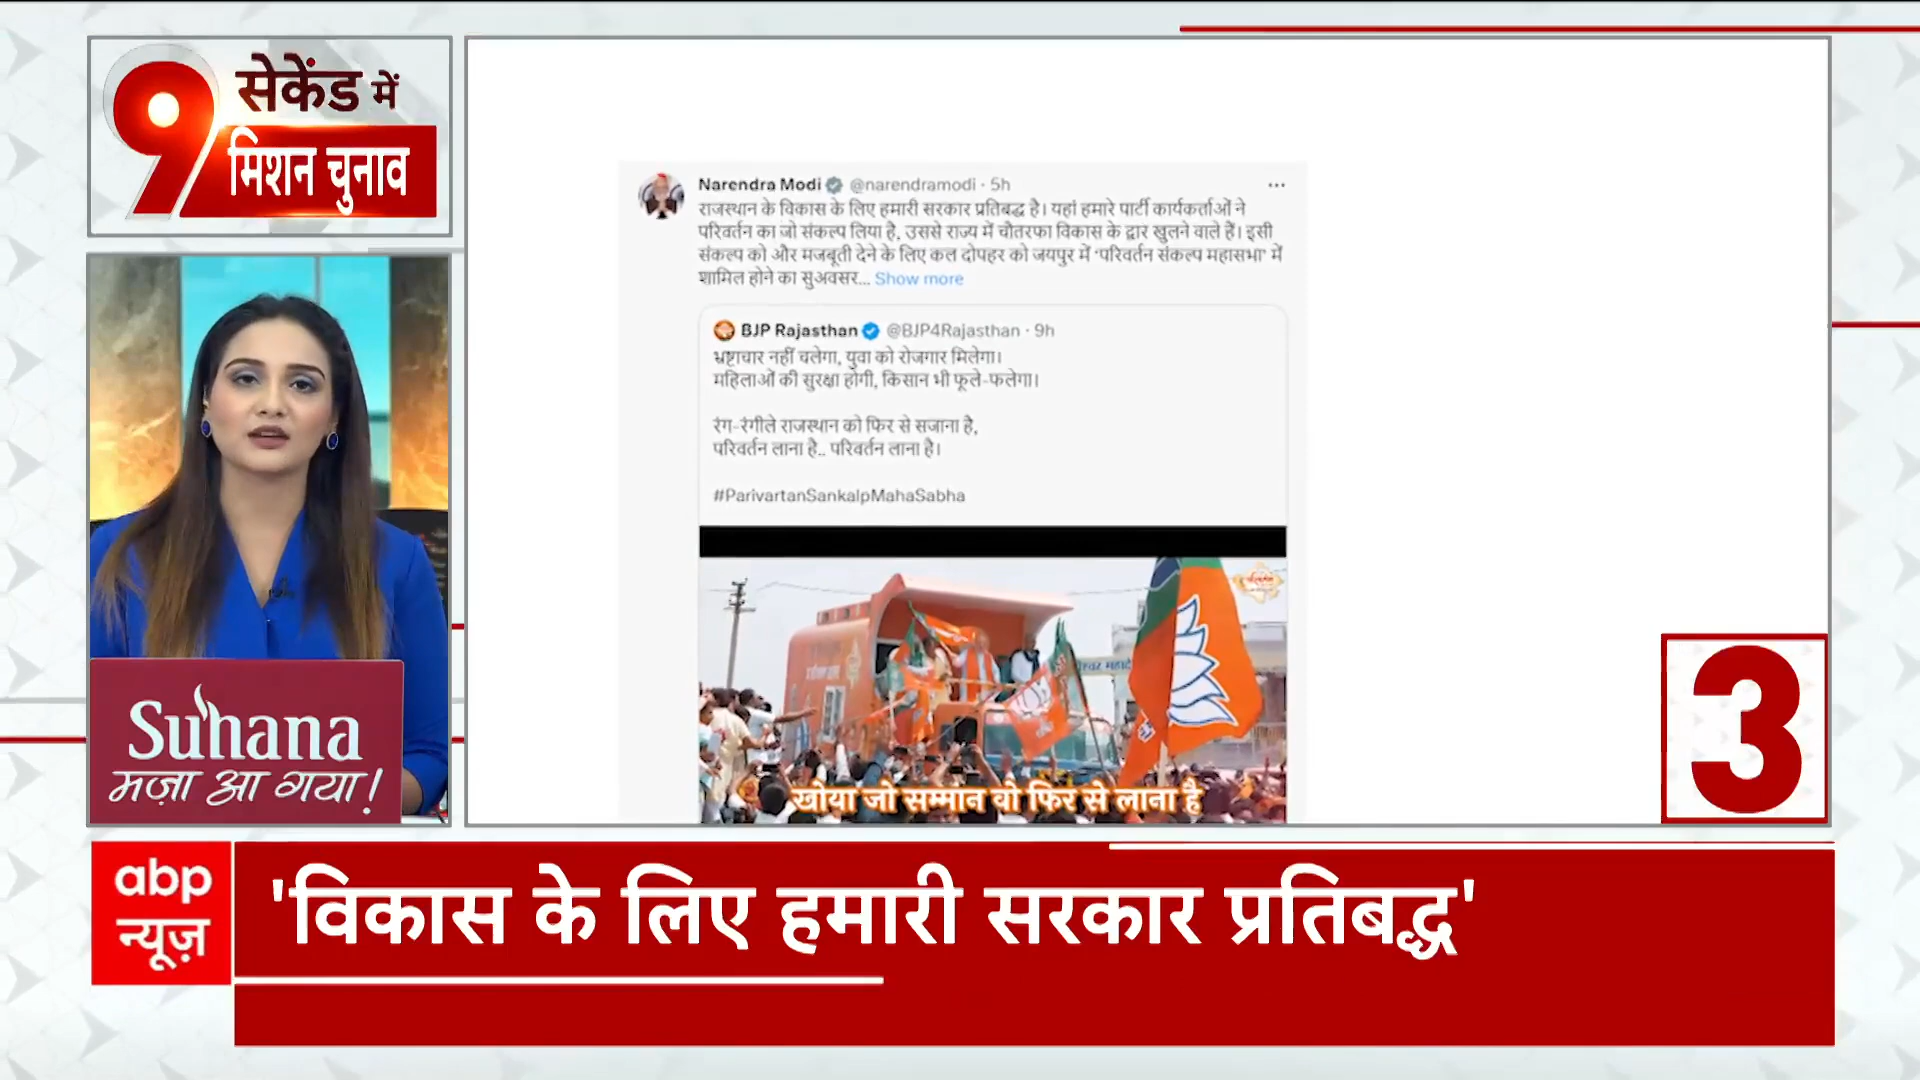 9 सेकेंड में
मिशन चुनाव
Narendra Modi @narendramodi · 5h
राजस्थान के विकास के लिए हमारी सरकार प्रतिबद्ध है। यहां हमारे पार्टी कार्यकर्ताओं ने
परिवर्तन का जो संकल्प लिया है, उससे राज्य में चौतरफा विकास के द्वार खुलने वाले हैं। इसी
संकल्प को और मजबूती देने के लिए कल दोपहर को जयपुर में 'परिवर्तन संकल्प महासभा' में
शामिल होने का सुअवसर... Show more
BJP Rajasthan @BJP4Rajasthan · 9h
भ्रष्टाचार नहीं चलेगा, युवा को रोजगार मिलेगा।
महिलाओं की सुरक्षा होगी, किसान भी फूले-फलेगा।
रंग-रंगीले राजस्थान को फिर से सजाना है,
परिवर्तन लाना है.. परिवर्तन लाना है।
#ParivartanSankalpMahaSabha
खोया जो सम्मान वो फिर से लाना है
3
Suhana
मज़ा आ गया!
abp
न्यूज़
'विकास के लिए हमारी सरकार प्रतिबद्ध'